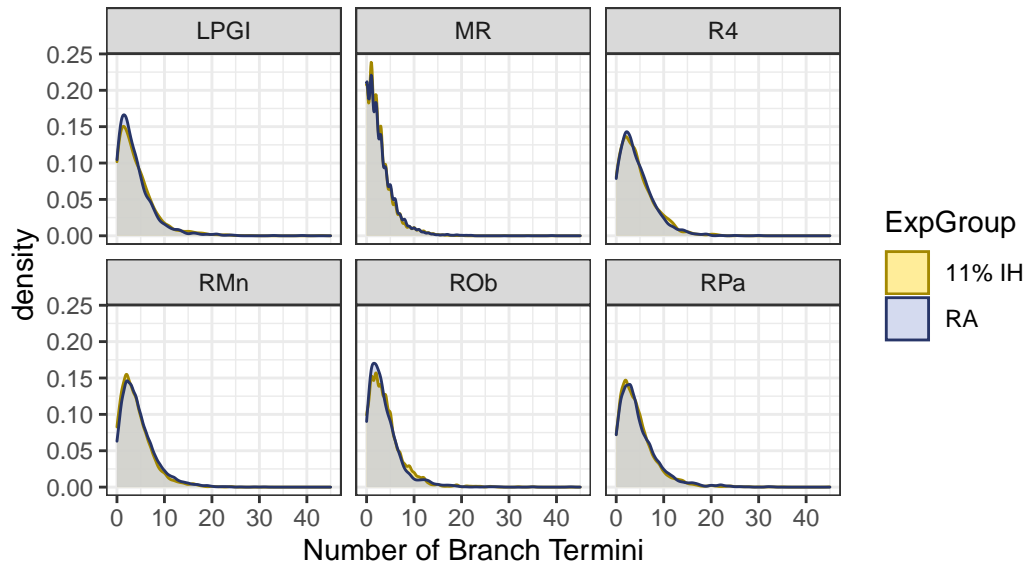 LPGI MR R4
0.25
0.20
0.15
0.10
0.05
0.00
RMn ROb RPa
0.25
0.20
0.15
0.10
0.05
0.00
0 10 20 30 40 0 10 20 30 40 0 10 20 30 40
Number of Branch Termini
density
ExpGroup
11% IH
RA